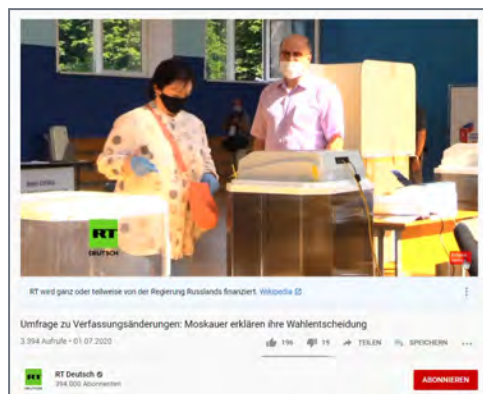 RT
DEUTSCH
RT wird ganz oder teilweise von der Regierung Russlands finanziert. Wikipedia
Umfrage zu Verfassungsänderungen: Moskauer erklären ihre Wahlentscheidung
3.394 Aufrufe • 01.07.2020
196 19 TEILEN SPEICHERN ...
RT
RT Deutsch
394.000 Abonnenten
ABONNIEREN